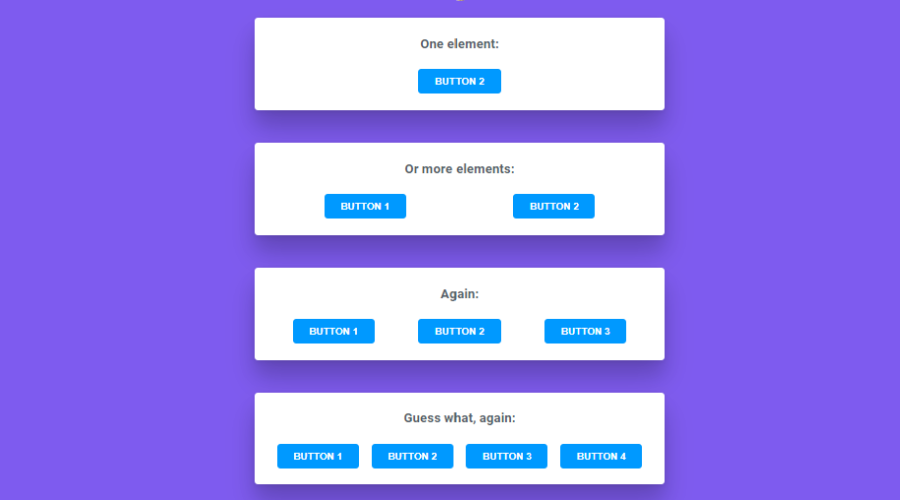 One element:
BUTTON 2
Or more elements:
BUTTON 1 BUTTON 2
Again:
BUTTON 1 BUTTON 2 BUTTON 3
Guess what, again:
BUTTON 1 BUTTON 2 BUTTON 3 BUTTON 4